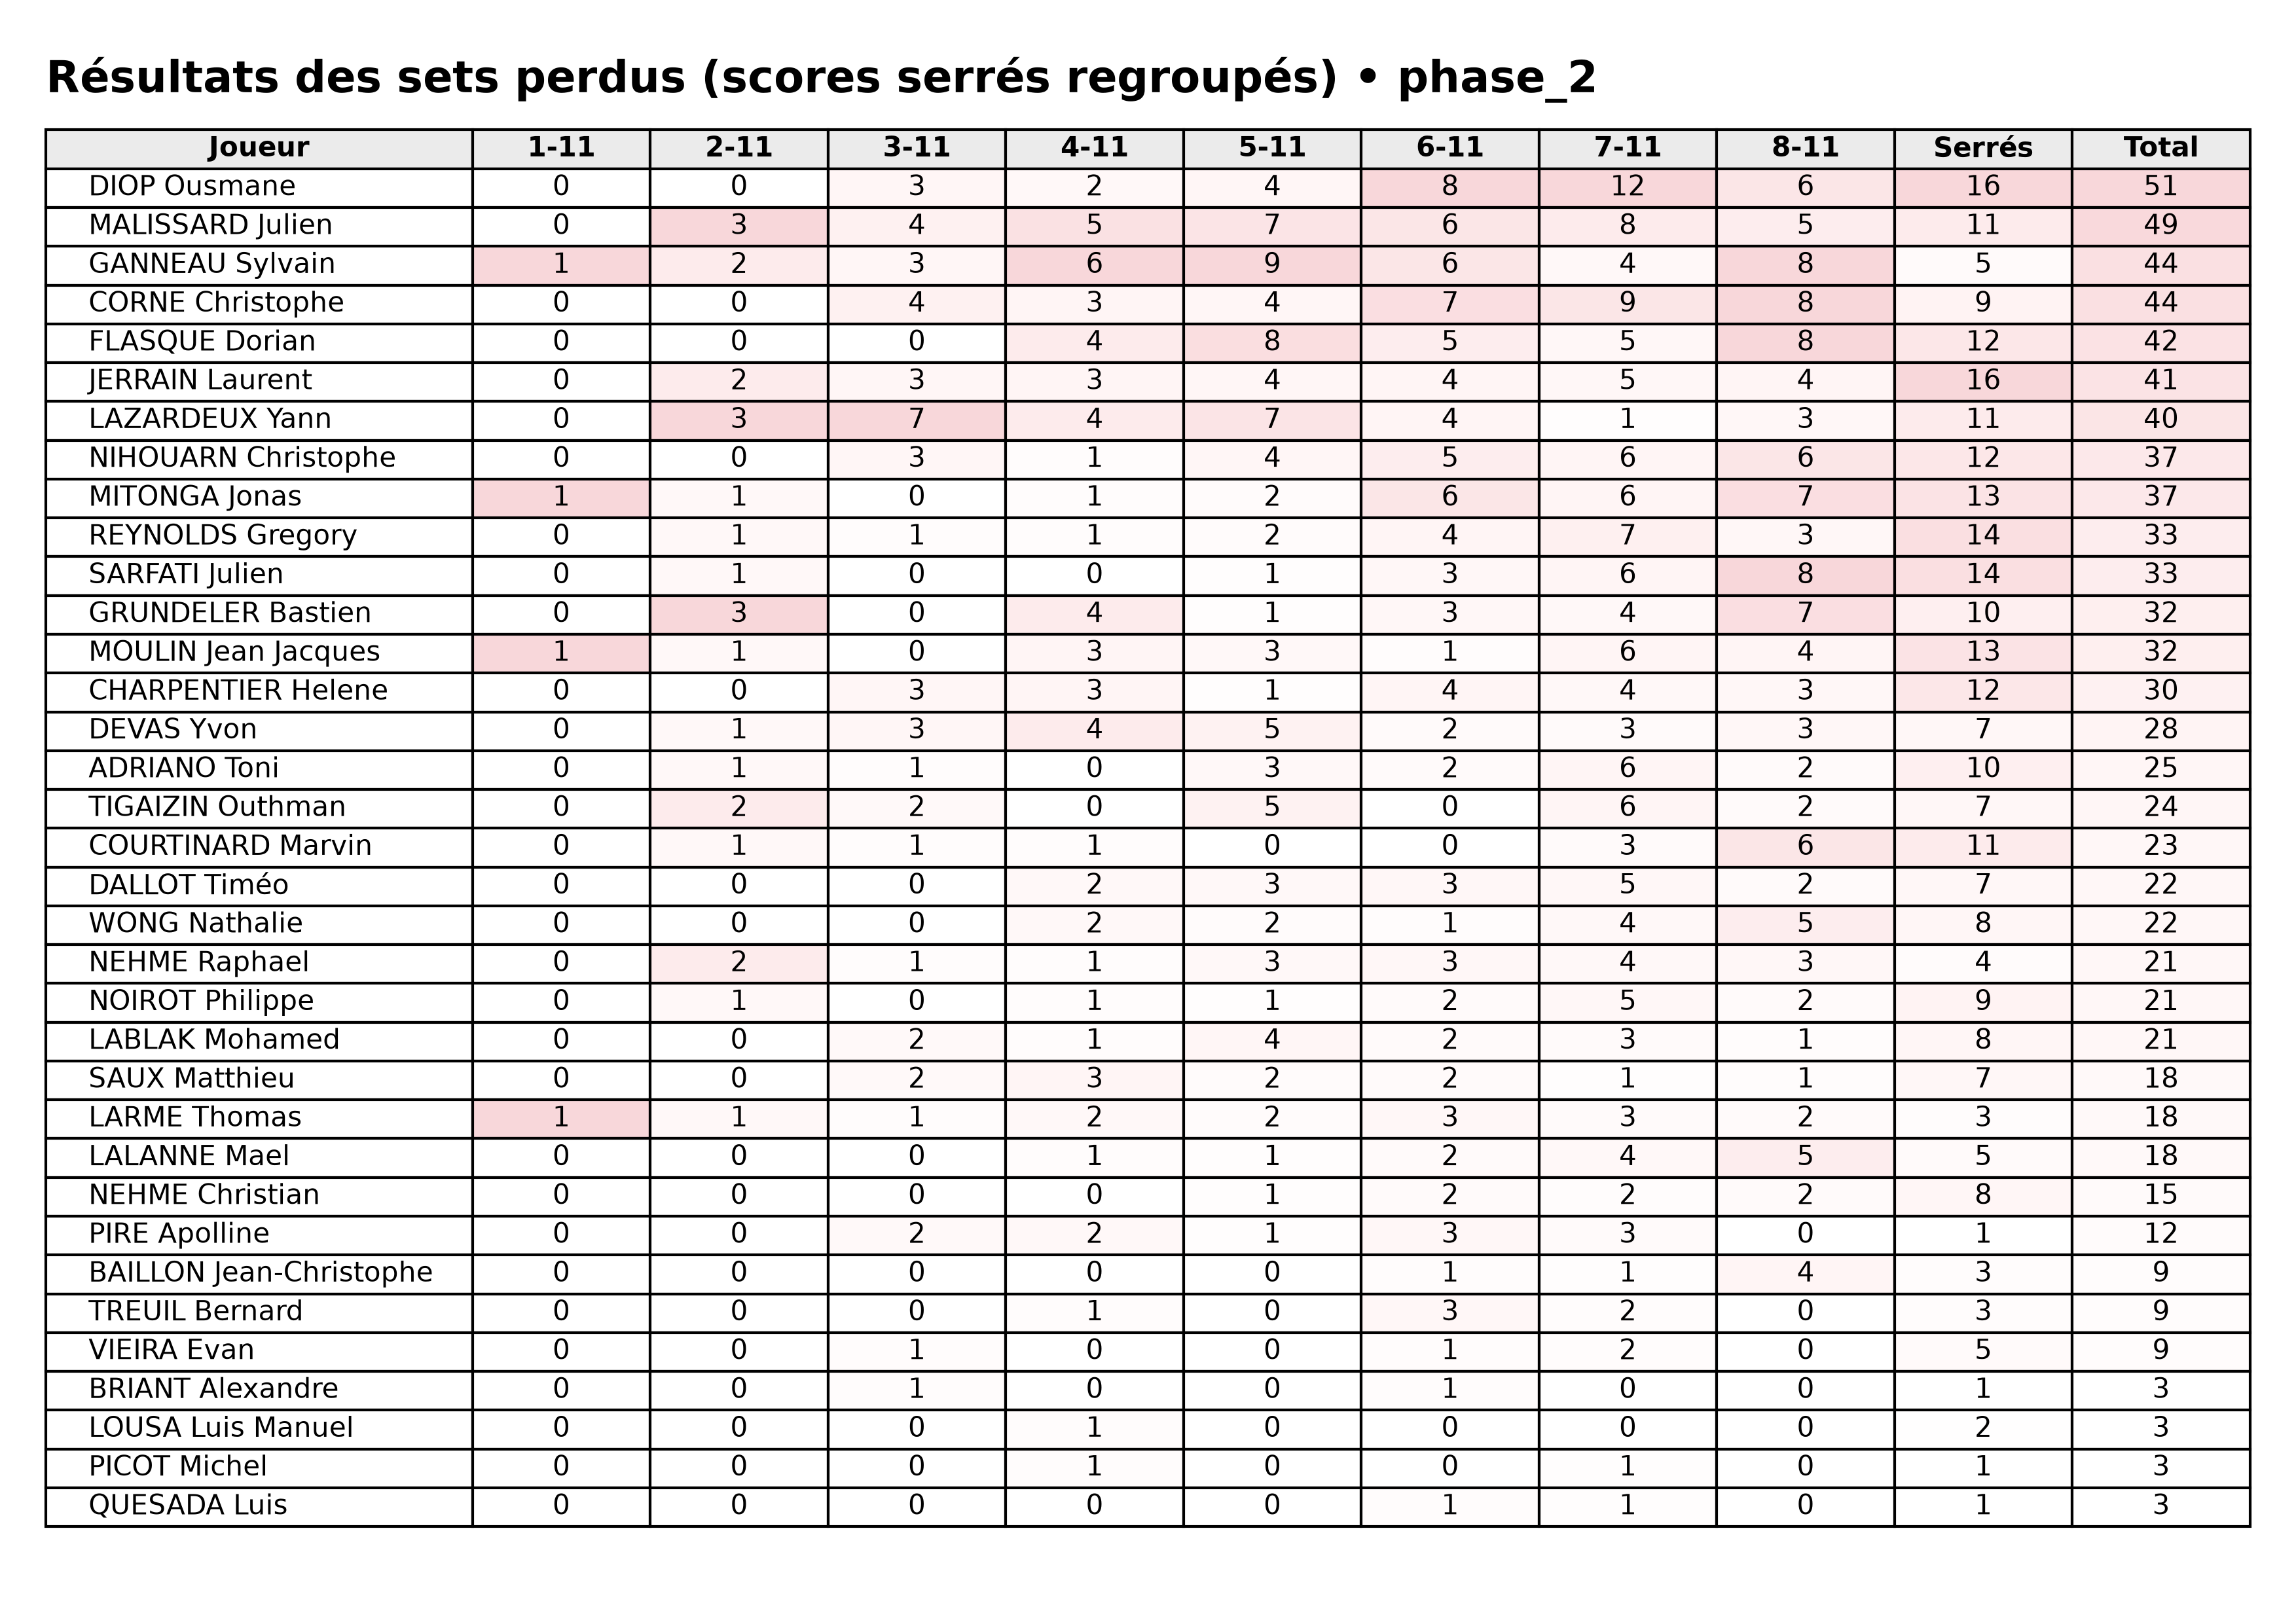 Résultats des sets perdus (scores serrés regroupés) • phase_2
Joueur 1-11 2-11 3-11 4-11 5-11 6-11 7-11 8-11 Serrés Total
DIOP Ousmane 0 0 3 2 4 8 12 6 16 51
MALISSARD Julien 0 3 4 5 7 6 8 5 11 49
GANNEAU Sylvain 1 2 3 6 9 6 4 8 5 44
CORNE Christophe 0 0 4 3 4 7 9 8 9 44
FLASQUE Dorian 0 0 0 4 8 5 5 8 12 42
JERRAIN Laurent 0 2 3 3 4 4 5 4 16 41
LAZARDEUX Yann 0 3 7 4 7 4 1 3 11 40
NIHOUARN Christophe 0 0 3 1 4 5 6 6 12 37
MITONGA Jonas 1 1 0 1 2 6 6 7 13 37
REYNOLDS Gregory 0 1 1 1 2 4 7 3 14 33
SARFATI Julien 0 1 0 0 1 3 6 8 14 33
GRUNDELER Bastien 0 3 0 4 1 3 4 7 10 32
MOULIN Jean Jacques 1 1 0 3 3 1 6 4 13 32
CHARPENTIER Helene 0 0 3 3 1 4 4 3 12 30
DEVAS Yvon 0 1 3 4 5 2 3 3 7 28
ADRIANO Toni 0 1 1 0 3 2 6 2 10 25
TIGAIZIN Outhman 0 2 2 0 5 0 6 2 7 24
COURTINARD Marvin 0 1 1 1 0 0 3 6 11 23
DALLOT Timéo 0 0 0 2 3 3 5 2 7 22
WONG Nathalie 0 0 0 2 2 1 4 5 8 22
NEHME Raphael 0 2 1 1 3 3 4 3 4 21
NOIROT Philippe 0 1 0 1 1 2 5 2 9 21
LABLAK Mohamed 0 0 2 1 4 2 3 1 8 21
SAUX Matthieu 0 0 2 3 2 2 1 1 7 18
LARME Thomas 1 1 1 2 2 3 3 2 3 18
LALANNE Mael 0 0 0 1 1 2 4 5 5 18
NEHME Christian 0 0 0 0 1 2 2 2 8 15
PIRE Apolline 0 0 2 2 1 3 3 0 1 12
BAILLON Jean-Christophe 0 0 0 0 0 1 1 4 3 9
TREUIL Bernard 0 0 0 1 0 3 2 0 3 9
VIEIRA Evan 0 0 1 0 0 1 2 0 5 9
BRIANT Alexandre 0 0 1 0 0 1 0 0 1 3
LOUSA Luis Manuel 0 0 0 1 0 0 0 0 2 3
PICOT Michel 0 0 0 1 0 0 1 0 1 3
QUESADA Luis 0 0 0 0 0 1 1 0 1 3